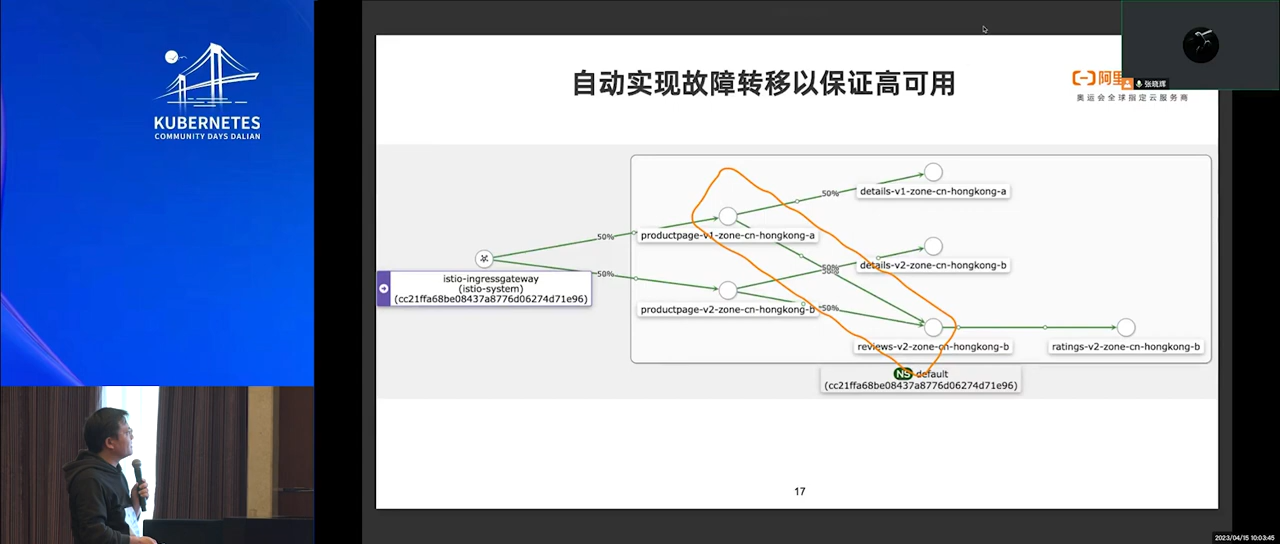 KUBERNETES
COMMUNITY DAYS DALIAN
自动实现故障转移以保证高可用
阿里
奥运会全球指定云服务商
张晓辉
details-v1-zone-cn-hongkong-a
50%
50%
productpage-v1-zone-cn-hongkong-a
istio-ingressgateway
(istio-system)
(cc21ffa68be08437a8776d06274d71e96)
50%
50%
details-v2-zone-cn-hongkong-b
productpage-v2-zone-cn-hongkong-b
50%
reviews-v2-zone-cn-hongkong-b
ratings-v2-zone-cn-hongkong-b
NS default
(cc21ffa68be08437a8776d06274d71e96)
17
2023/04/15 10:03:45